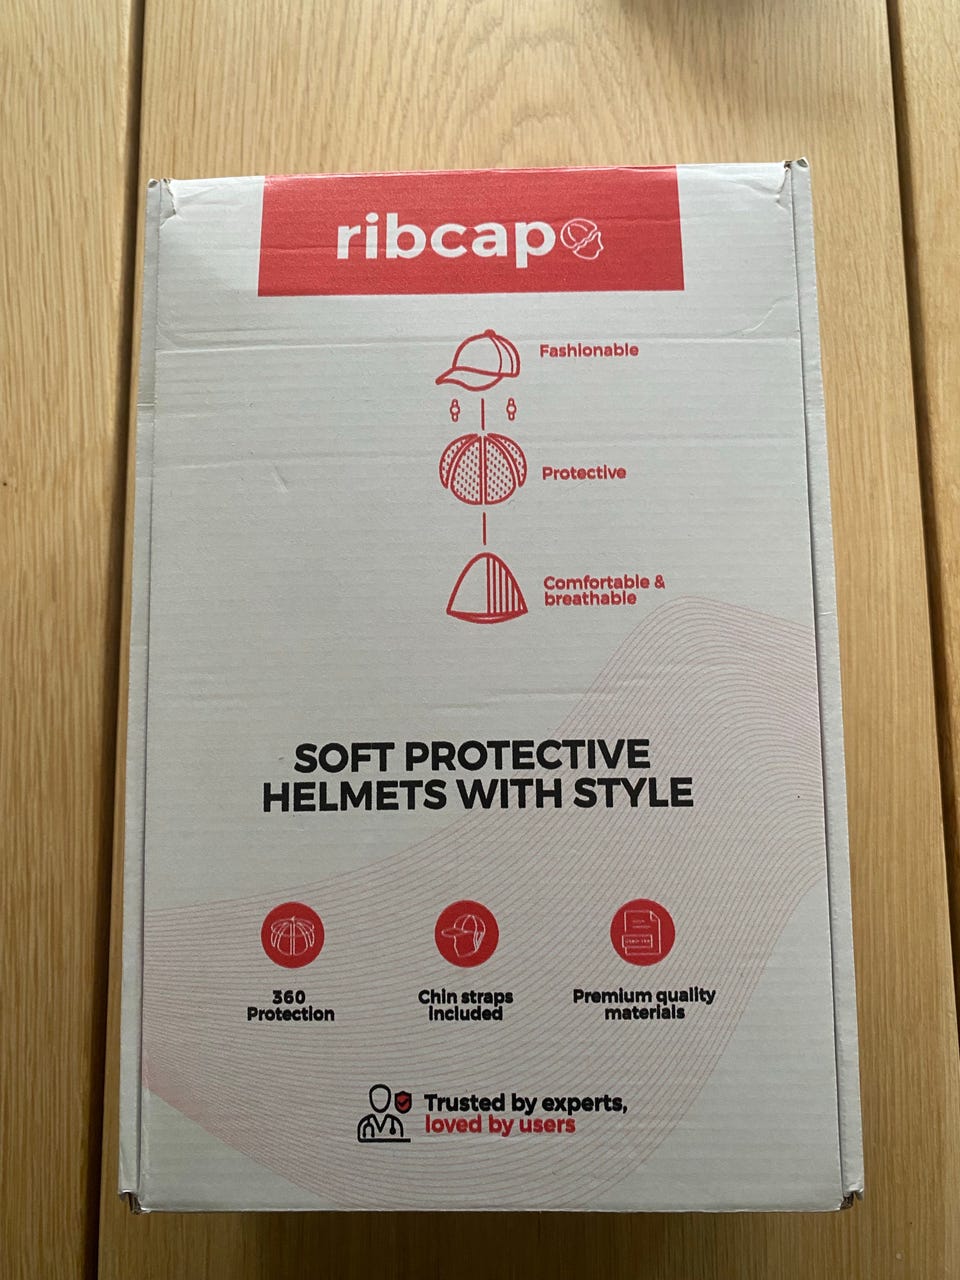 ribcap
Fashionable
Protective
Comfortable &
breathable
SOFT PROTECTIVE
HELMETS WITH STYLE
360
Protection
Chin straps
included
Premium quality
materials
Trusted by experts,
loved by users